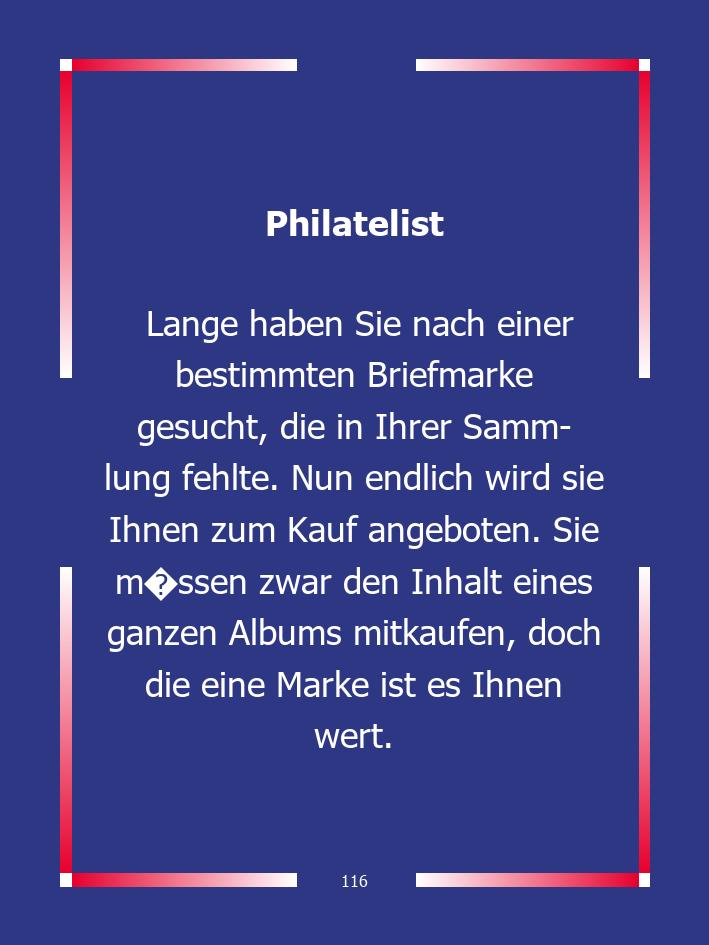 Philatelist
Lange haben Sie nach einer
bestimmten Briefmarke
gesucht, die in Ihrer Samm-
lung fehlte. Nun endlich wird sie
Ihnen zum Kauf angeboten. Sie
m�ssen zwar den Inhalt eines
ganzen Albums mitkaufen, doch
die eine Marke ist es Ihnen
wert.
116